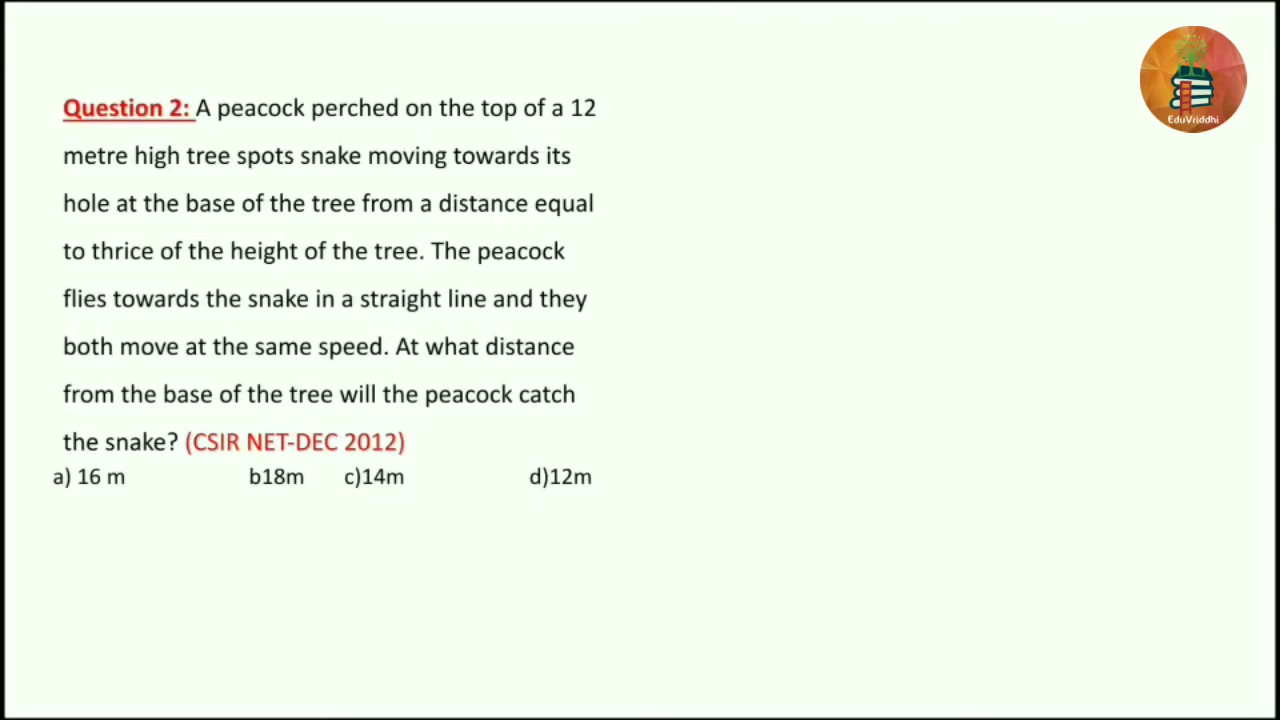 EduVriddhi
Question 2: A peacock perched on the top of a 12
metre high tree spots snake moving towards its
hole at the base of the tree from a distance equal
to thrice of the height of the tree. The peacock
flies towards the snake in a straight line and they
both move at the same speed. At what distance
from the base of the tree will the peacock catch
the snake? (CSIR NET-DEC 2012)
a) 16 m b18m c)14m d)12m